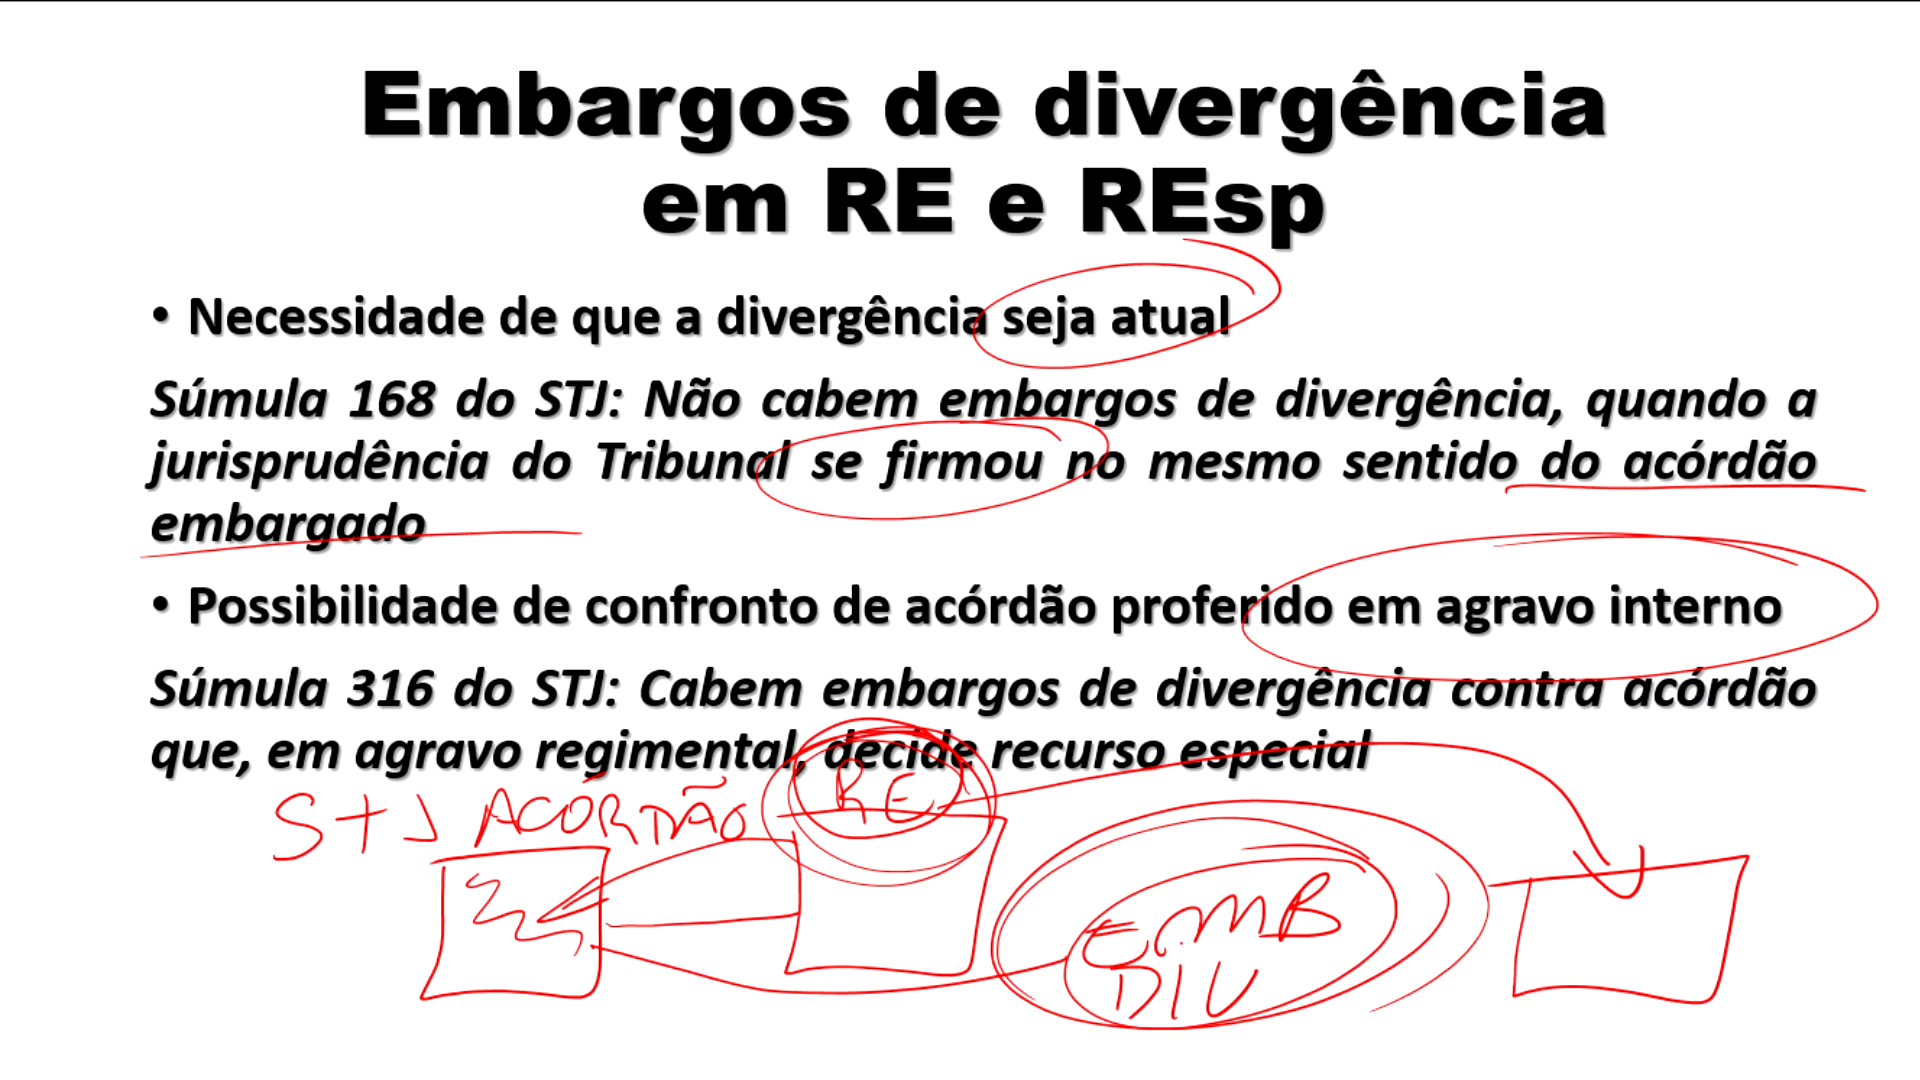 Embargos de divergência
em RE e REsp
• Necessidade de que a divergência seja atual
Súmula 168 do STJ: Não cabem embargos de divergência, quando a
jurisprudência do Tribunal se firmou no mesmo sentido do acórdão
embargado
• Possibilidade de confronto de acórdão proferido em agravo interno
Súmula 316 do STJ: Cabem embargos de divergência contra acórdão
que, em agravo regimental, decide recurso especial
STJ ACÓRDÃO RE
EMB
DIV